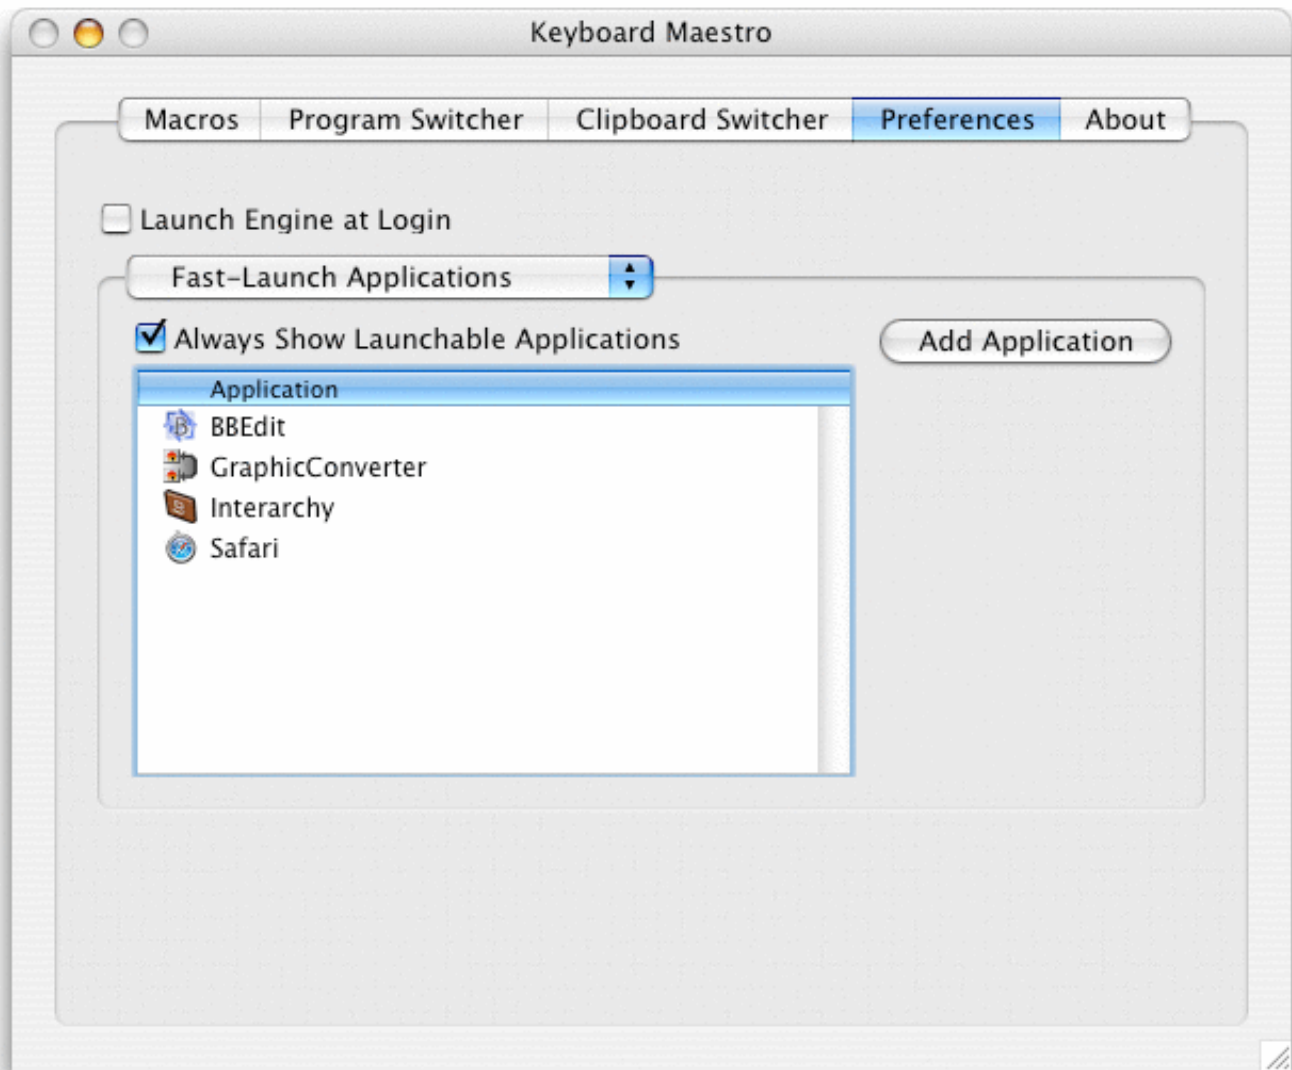 Keyboard Maestro
Macros Program Switcher Clipboard Switcher Preferences About
Launch Engine at Login
Fast-Launch Applications
Always Show Launchable Applications Add Application
Application
BBEdit
GraphicConverter
Interarchy
Safari